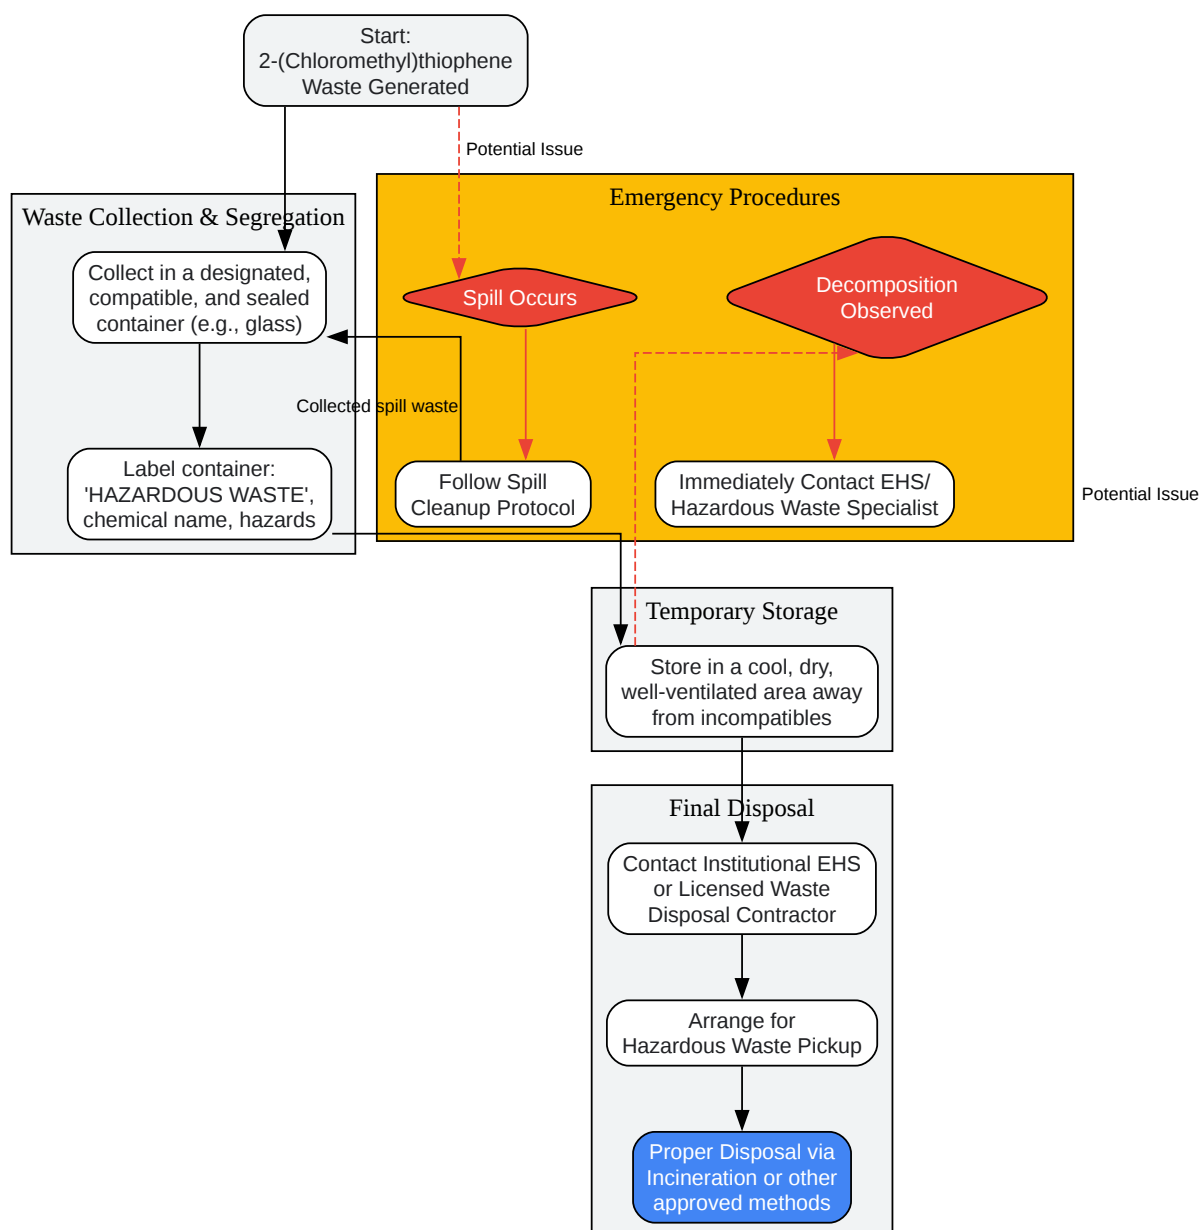 Start:
2-(Chloromethyl)thiophene
Waste Generated
Potential Issue
Waste Collection & Segregation
Collect in a designated,
compatible, and sealed
container (e.g., glass)
Label container:
'HAZARDOUS WASTE',
chemical name, hazards
Emergency Procedures
Spill Occurs
Decomposition
Observed
Collected spill waste
Follow Spill
Cleanup Protocol
Immediately Contact EHS/
Hazardous Waste Specialist
Potential Issue
Temporary Storage
Store in a cool, dry,
well-ventilated area away
from incompatibles
Final Disposal
Contact Institutional EHS
or Licensed Waste
Disposal Contractor
Arrange for
Hazardous Waste Pickup
Proper Disposal via
Incineration or other
approved methods